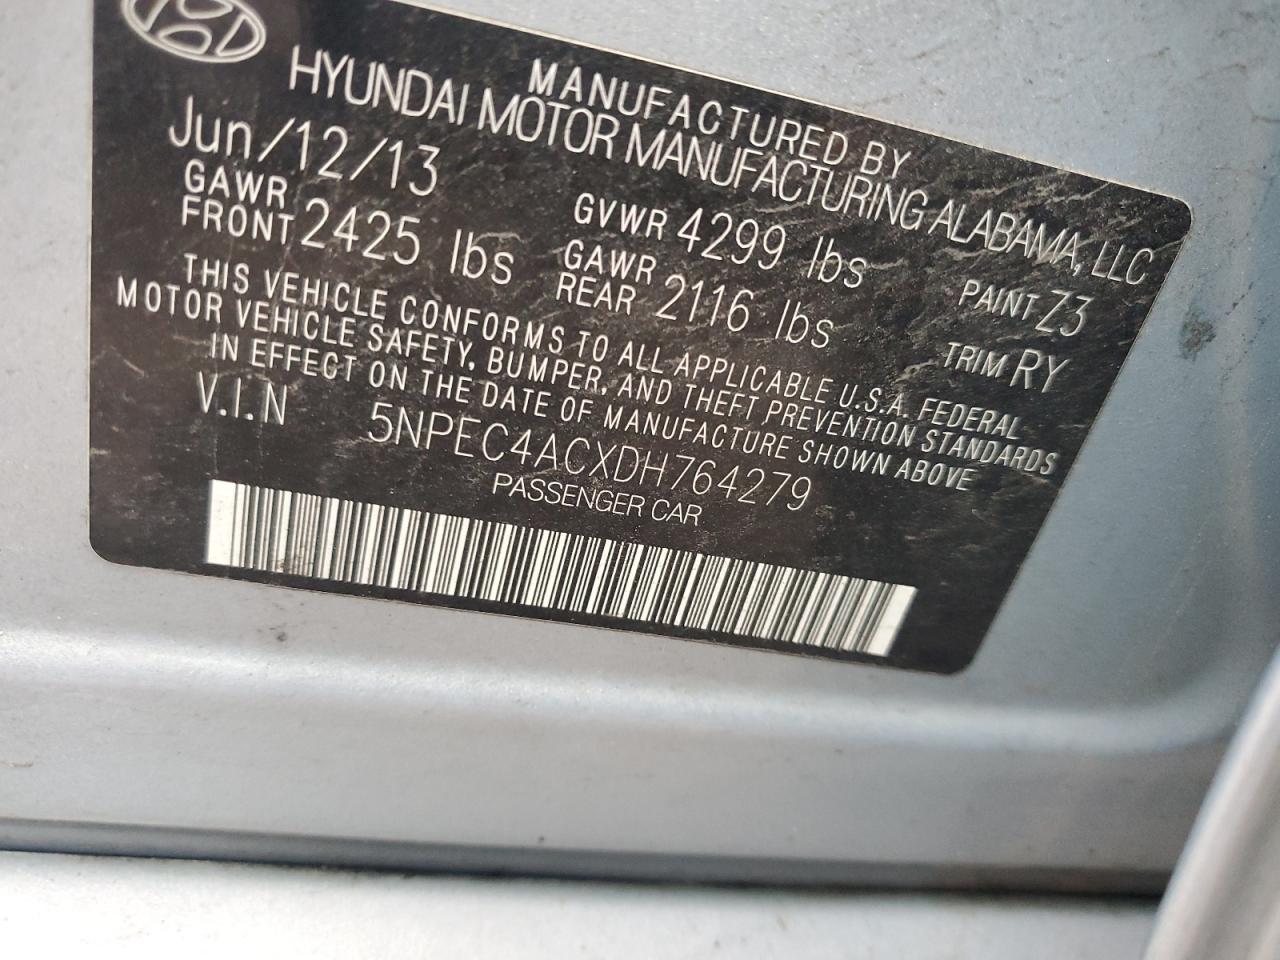 MANUFACTURED BY
HYUNDAI MOTOR MANUFACTURING ALABAMA, LLC
Jun/12/13 GVWR 4299 lbs PAINT Z3
GAWR FRONT 2425 lbs GAWR REAR 2116 lbs TRIM RY
THIS VEHICLE CONFORMS TO ALL APPLICABLE U.S.A. FEDERAL
MOTOR VEHICLE SAFETY, BUMPER, AND THEFT PREVENTION STANDARDS
IN EFFECT ON THE DATE OF MANUFACTURE SHOWN ABOVE
V.I.N 5NPEC4ACXDH764279
PASSENGER CAR